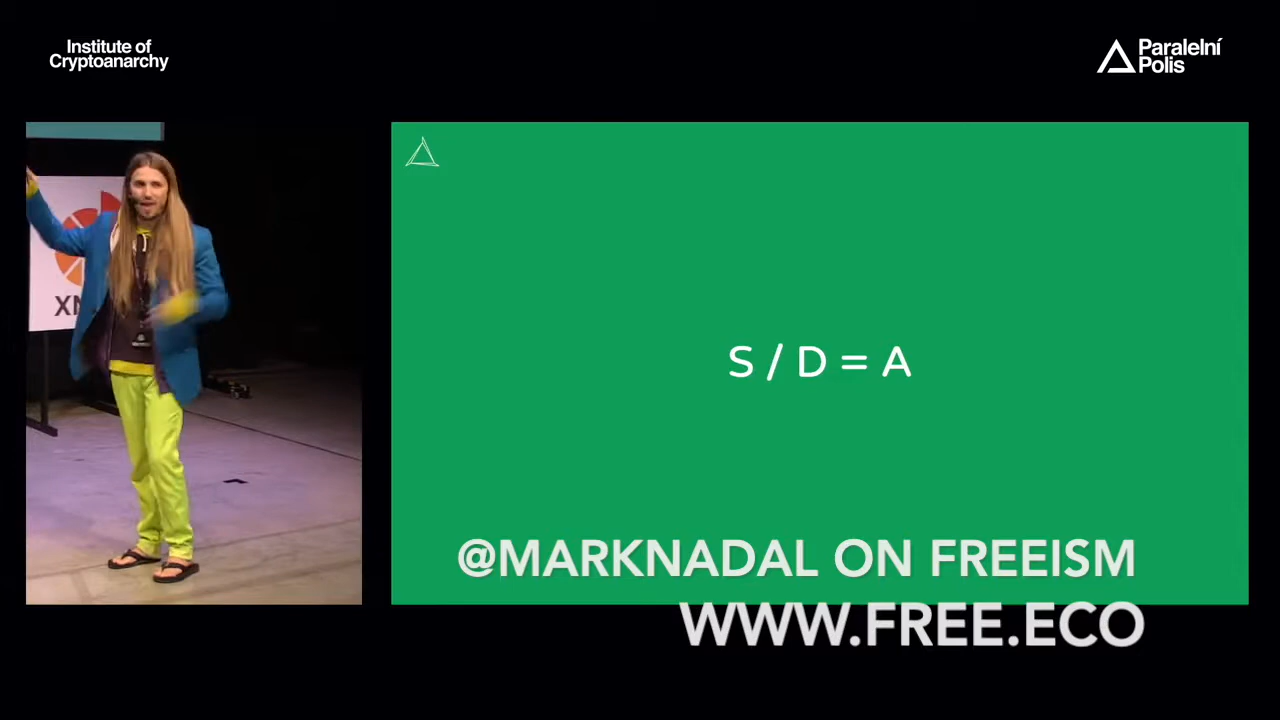 Institute of
Cryptoanarchy
Paralelní
Polis
S / D = A
@MARKNADAL ON FREEISM
WWW.FREE.ECO